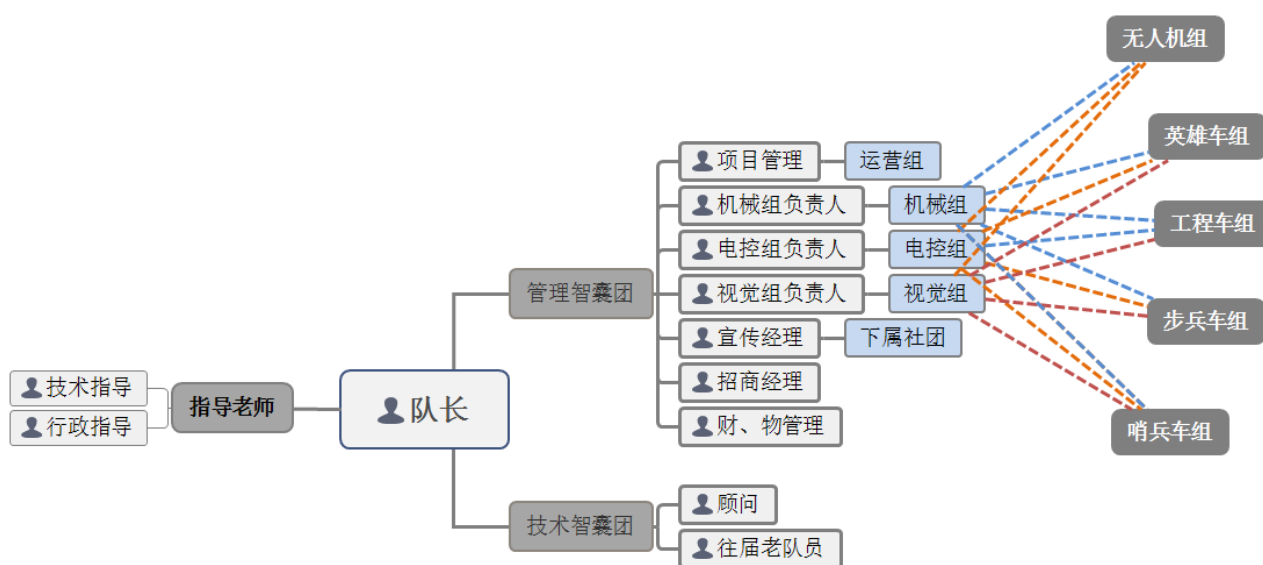 无人机组
英雄车组
工程车组
步兵车组
哨兵车组
项目管理
运营组
机械组负责人
机械组
电控组负责人
电控组
视觉组负责人
视觉组
宣传经理
下属社团
招商经理
财、物管理
管理智囊团
技术指导
行政指导
指导老师
队长
技术智囊团
顾问
往届老队员